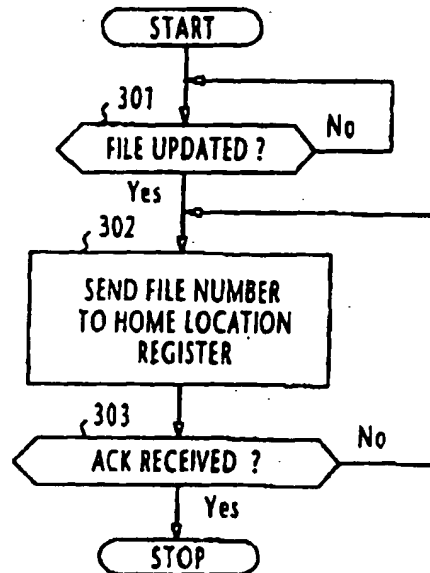 START
301
FILE UPDATED ?
No
Yes
302
SEND FILE NUMBER
TO HOME LOCATION
REGISTER
303
ACK RECEIVED ?
No
Yes
STOP